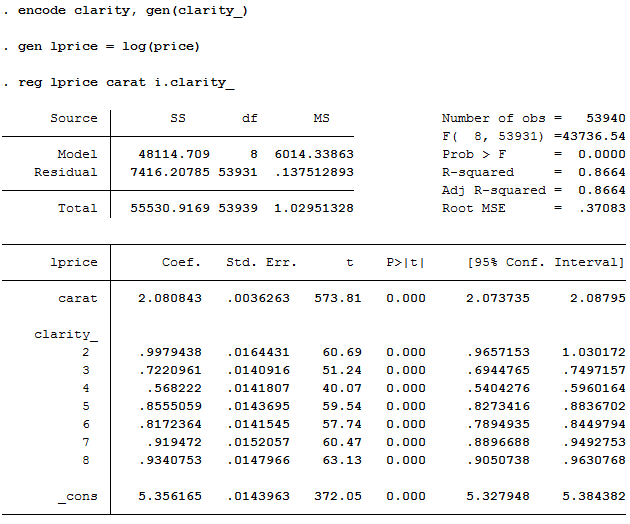 . encode clarity, gen(clarity_)
. gen lprice = log(price)
. reg lprice carat i.clarity_
Source SS df MS Number of obs = 53940
F( 8, 53931) =43736.54
Model 48114.709 8 6014.33863 Prob > F = 0.0000
Residual 7416.20785 53931 .137512893 R-squared = 0.8664
Adj R-squared = 0.8664
Total 55530.9169 53939 1.02951328 Root MSE = .37083
lprice Coef. Std. Err. t P>|t| [95% Conf. Interval]
carat 2.080843 .0036263 573.81 0.000 2.073735 2.08795
clarity_
2 .9979438 .0164431 60.69 0.000 .9657153 1.030172
3 .7220961 .0140916 51.24 0.000 .6944765 .7497157
4 .568222 .0141807 40.07 0.000 .5404276 .5960164
5 .8555059 .0143695 59.54 0.000 .8273416 .8836702
6 .8172364 .0141545 57.74 0.000 .7894935 .8449794
7 .919472 .0152057 60.47 0.000 .8896688 .9492753
8 .9340753 .0147966 63.13 0.000 .9050738 .9630768
_cons 5.356165 .0143963 372.05 0.000 5.327948 5.384382